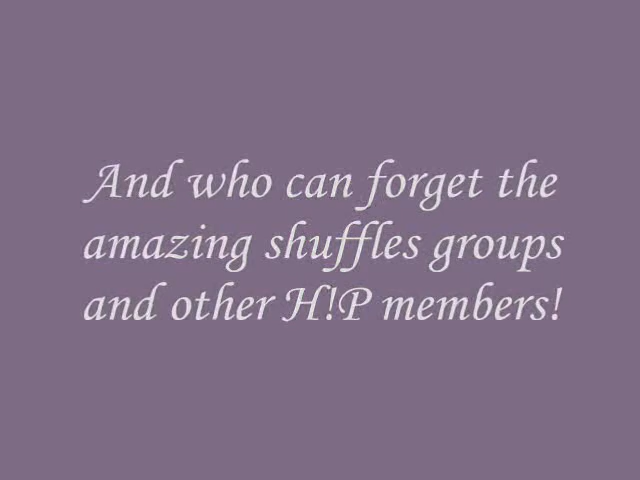 And who can forget the
amazing shuffles groups
and other H!P members!